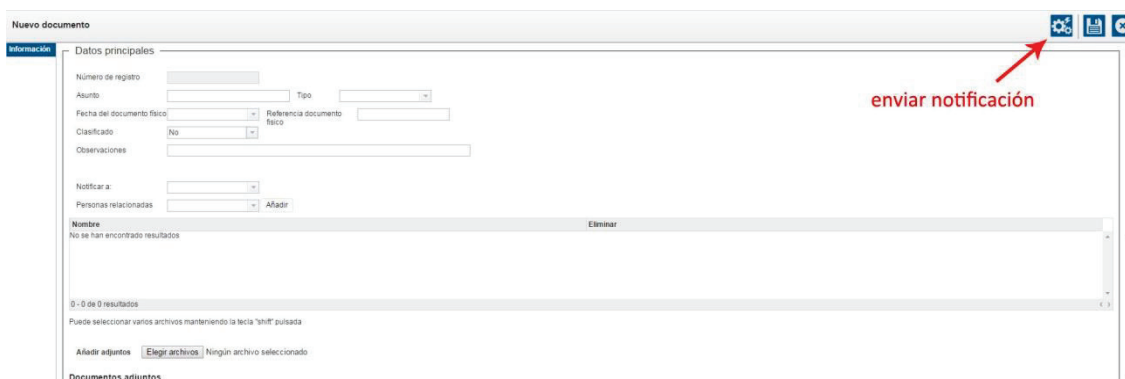 Nuevo documento
Información
Datos principales
enviar notificación
Número de registro
Asunto Tipo
Fecha del documento físico Referencia documento
físico
Clasificado No
Observaciones
Notificar a:
Personas relacionadas Añadir
Nombre Eliminar
No se han encontrado resultados
0 - 0 de 0 resultados
Puede seleccionar varios archivos manteniendo la tecla "shift" pulsada
Añadir adjuntos Elegir archivos Ningún archivo seleccionado
Documentos adjuntos